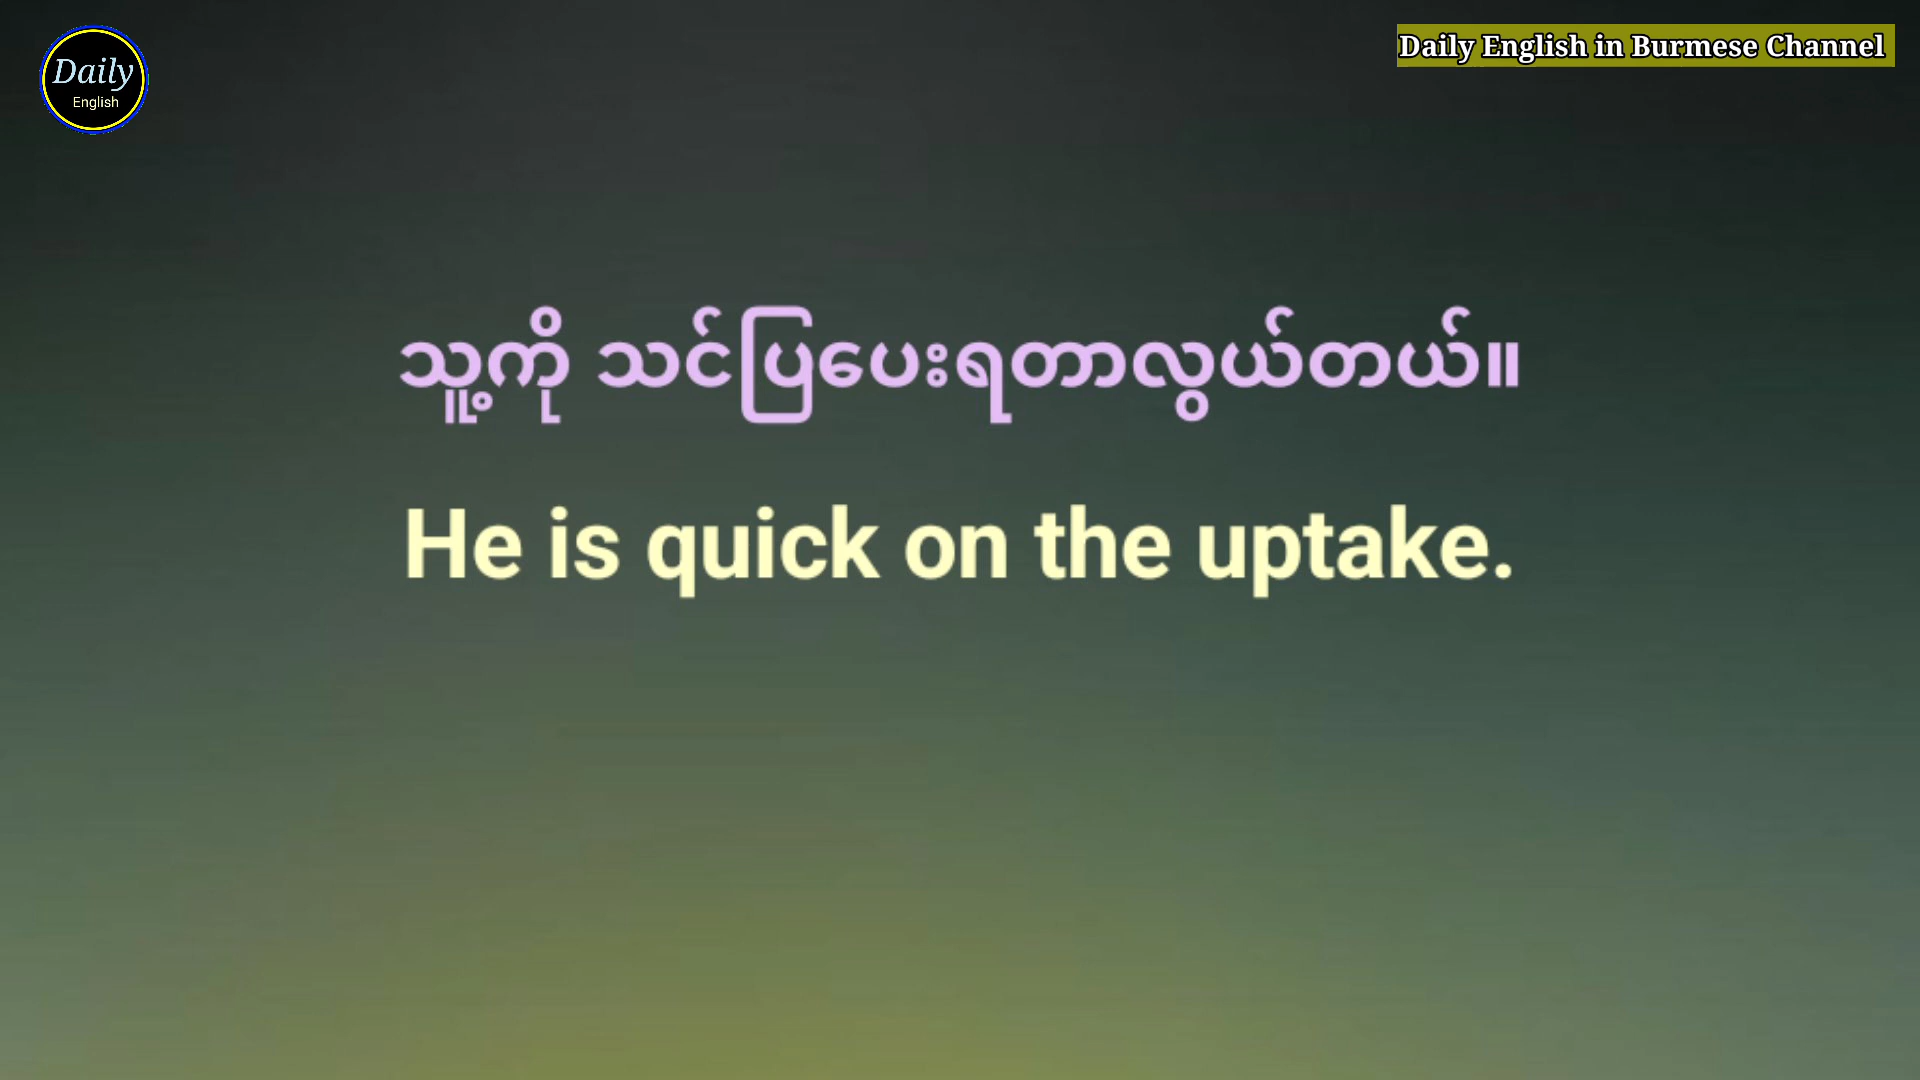 Daily
English
Daily English in Burmese Channel
သူ့ကို သင်ပြပေးရတာလွယ်တယ်။
He is quick on the uptake.